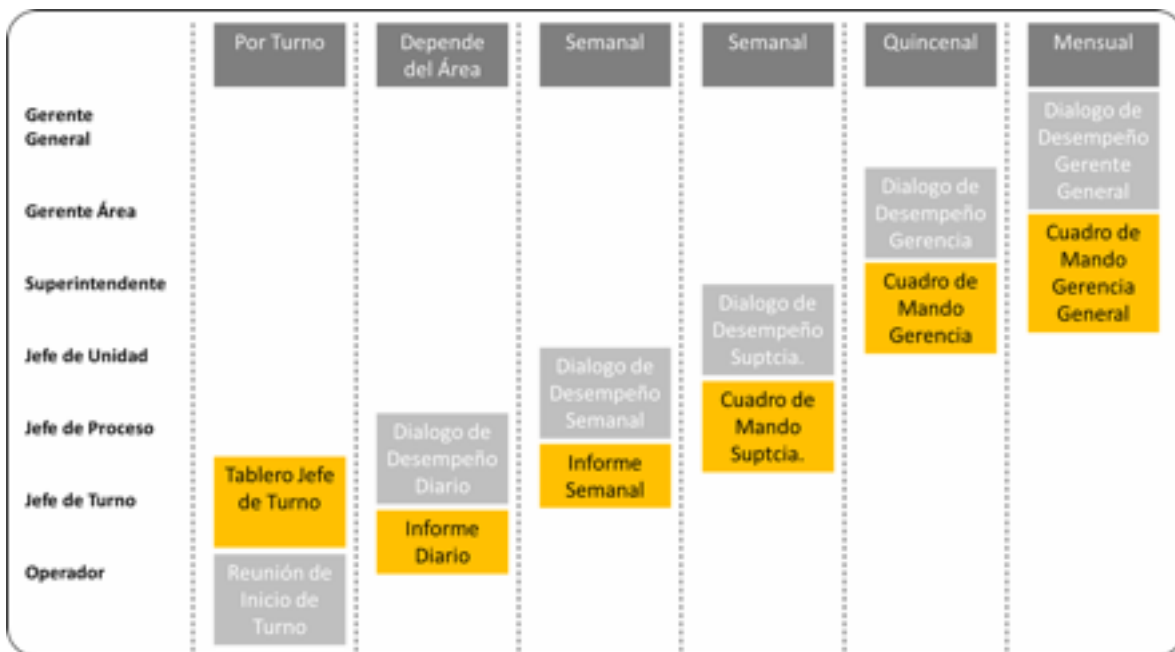 Por Turno
Depende
del Área
Semanal
Semanal
Quincenal
Mensual
Gerente
General
Dialogo de
Desempeño
Gerente
General
Gerente Área
Dialogo de
Desempeño
Gerencia
Cuadro de
Mando
Gerencia
General
Superintendente
Dialogo de
Desempeño
Suptcia.
Cuadro de
Mando
Gerencia
Jefe de Unidad
Dialogo de
Desempeño
Semanal
Cuadro de
Mando
Suptcia.
Jefe de Proceso
Dialogo de
Desempeño
Diario
Informe
Semanal
Jefe de Turno
Tablero Jefe
de Turno
Informe
Diario
Operador
Reunión de
Inicio de
Turno